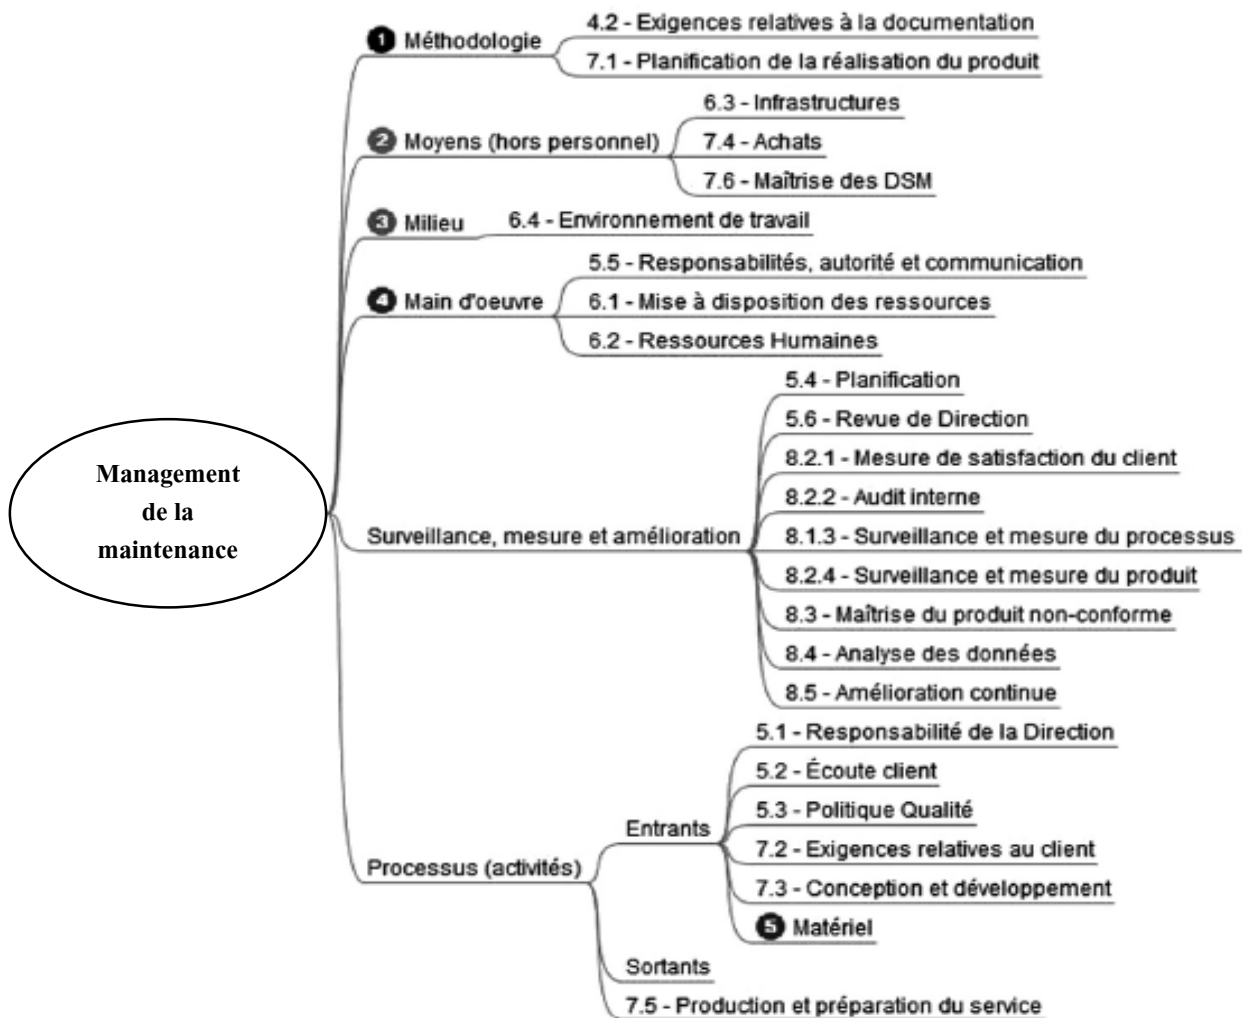 1 Méthodologie
4.2 - Exigences relatives à la documentation
7.1 - Planification de la réalisation du produit
2 Moyens (hors personnel)
6.3 - Infrastructures
7.4 - Achats
7.6 - Maîtrise des DSM
3 Milieu
6.4 - Environnement de travail
4 Main d'oeuvre
5.5 - Responsabilités, autorité et communication
6.1 - Mise à disposition des ressources
6.2 - Ressources Humaines
Management
de la
maintenance
Surveillance, mesure et amélioration
5.4 - Planification
5.6 - Revue de Direction
8.2.1 - Mesure de satisfaction du client
8.2.2 - Audit interne
8.1.3 - Surveillance et mesure du processus
8.2.4 - Surveillance et mesure du produit
8.3 - Maîtrise du produit non-conforme
8.4 - Analyse des données
8.5 - Amélioration continue
Processus (activités)
Entrants
5.1 - Responsabilité de la Direction
5.2 - Écoute client
5.3 - Politique Qualité
7.2 - Exigences relatives au client
7.3 - Conception et développement
5 Matériel
Sortants
7.5 - Production et préparation du service